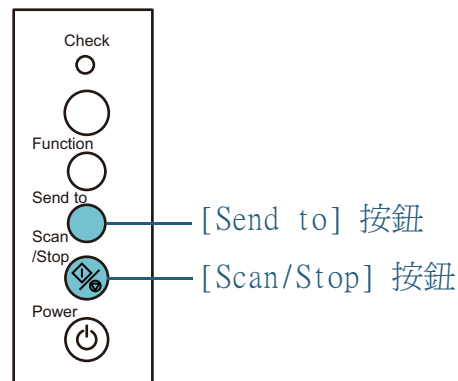 Check
Function
Send to
[Send to] 按鈕
Scan
/Stop
[Scan/Stop] 按鈕
Power